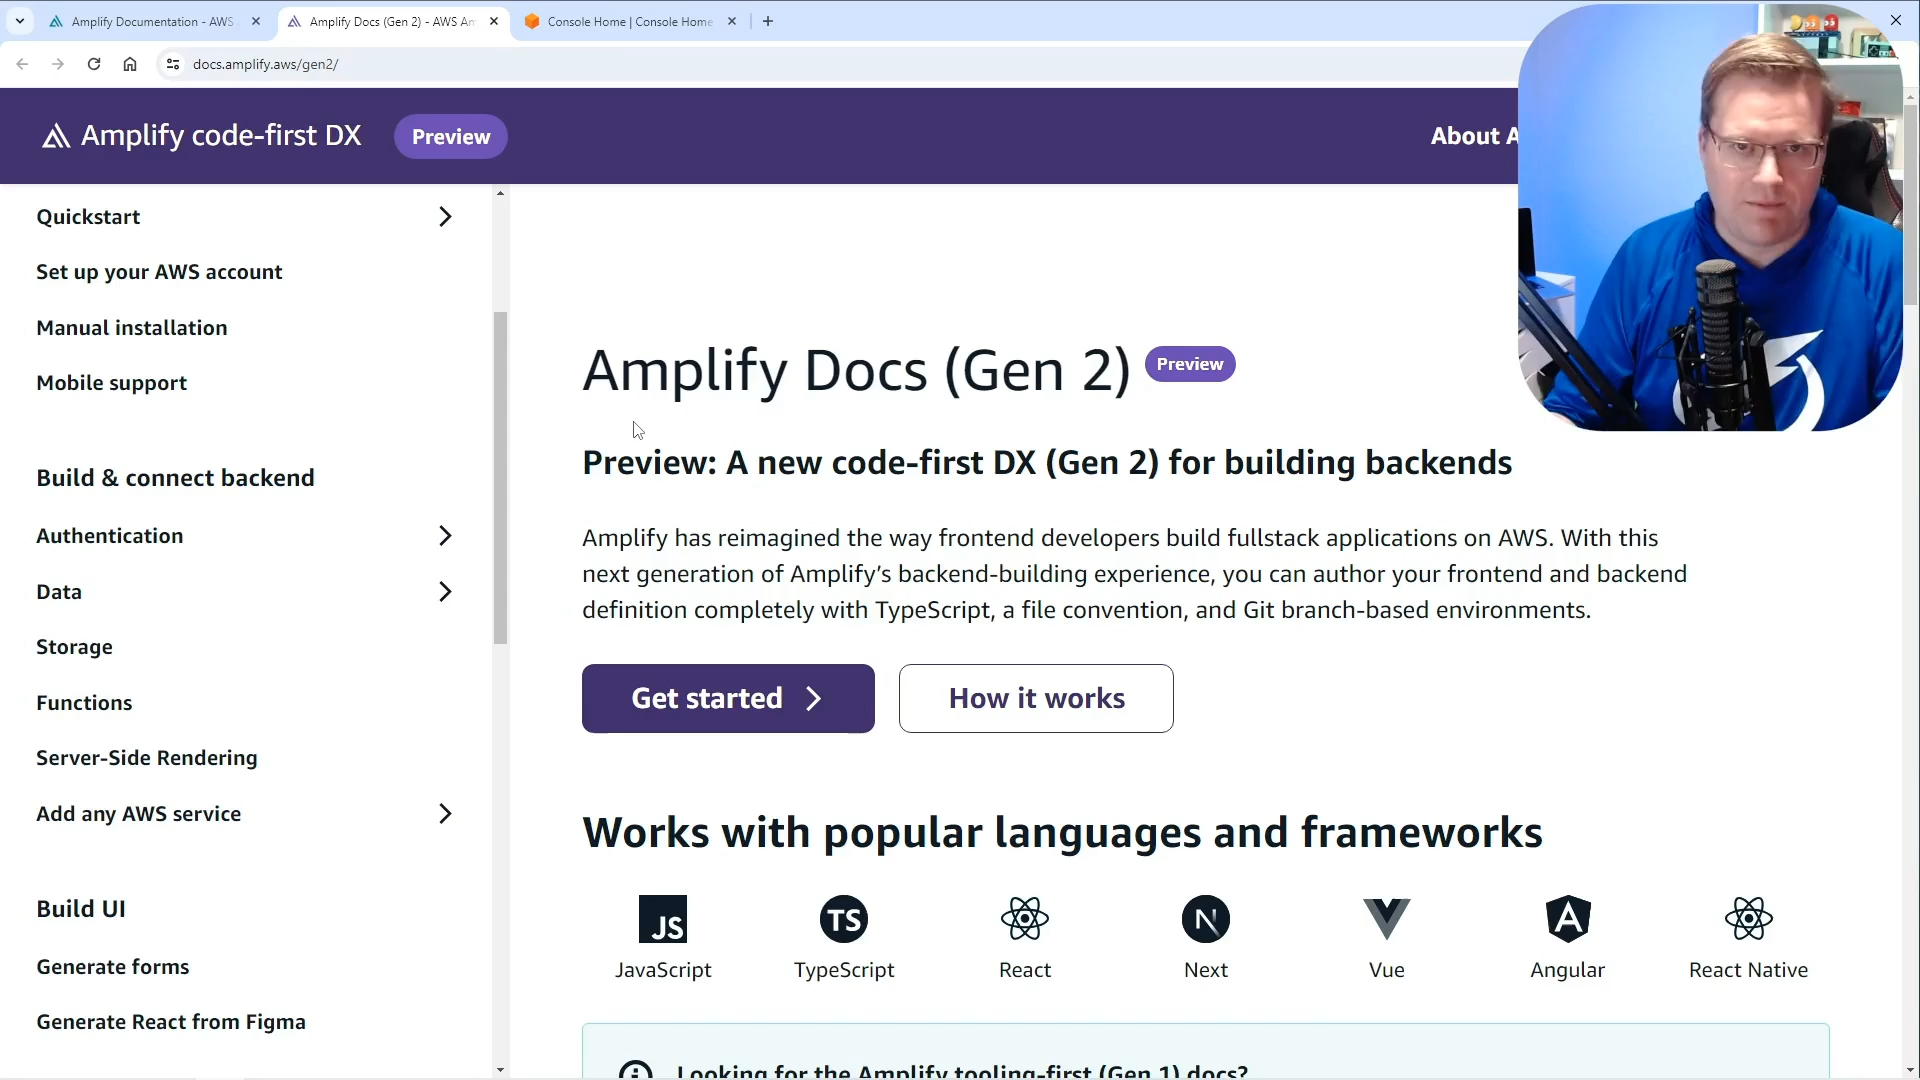 Amplify Documentation - AWS
Amplify Docs (Gen 2) - AWS Am
Console Home | Console Home
docs.amplify.aws/gen2/
Amplify code-first DX
Preview
About A
Quickstart
Set up your AWS account
Manual installation
Mobile support
Build & connect backend
Authentication
Data
Storage
Functions
Server-Side Rendering
Add any AWS service
Build UI
Generate forms
Generate React from Figma
Amplify Docs (Gen 2)
Preview
Preview: A new code-first DX (Gen 2) for building backends
Amplify has reimagined the way frontend developers build fullstack applications on AWS. With this
next generation of Amplify’s backend-building experience, you can author your frontend and backend
definition completely with TypeScript, a file convention, and Git branch-based environments.
Get started
How it works
Works with popular languages and frameworks
JS
TS
N
A
JavaScript
TypeScript
React
Next
Vue
Angular
React Native
Looking for the Amplify tooling-first (Gen 1) docs?